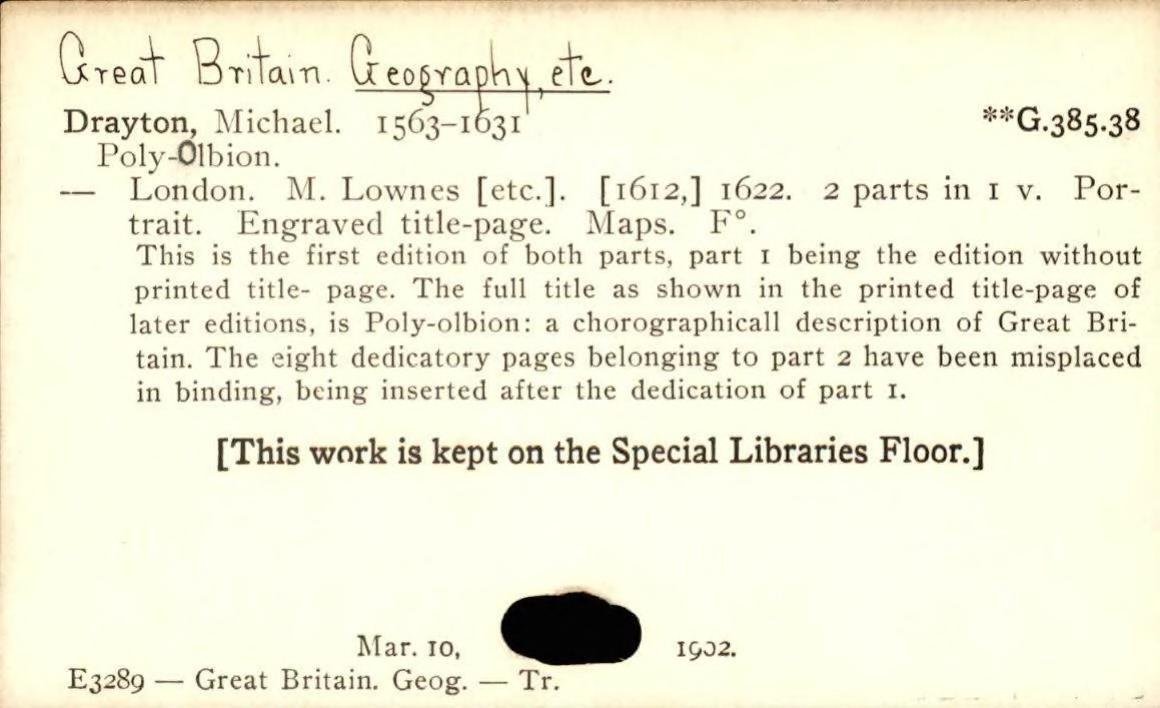 Great Britain. Geography, etc.
Drayton, Michael. 1563-1631 **G.385.38
Poly-Olbion.
— London. M. Lownes [etc.]. [1612,] 1622. 2 parts in 1 v. Por-
trait. Engraved title-page. Maps. F°.
This is the first edition of both parts, part 1 being the edition without
printed title- page. The full title as shown in the printed title-page of
later editions, is Poly-olbion: a chorographicall description of Great Bri-
tain. The eight dedicatory pages belonging to part 2 have been misplaced
in binding, being inserted after the dedication of part 1.
[This work is kept on the Special Libraries Floor.]
Mar. 10, 1902.
E3289 — Great Britain. Geog. — Tr.